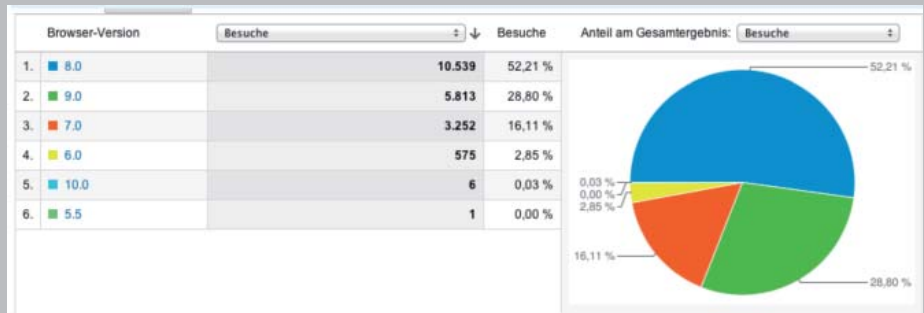 Browser-Version Besuche Besuche Anteil am Gesamtergebnis: Besuche
1. 8.0 10.539 52,21 %
2. 9.0 5.813 28,80 %
3. 7.0 3.252 16,11 %
4. 6.0 575 2,85 %
5. 10.0 6 0,03 %
6. 5.5 1 0,00 %
52,21 %
0,03 %
0,00 %
2,85 %
16,11 %
28,80 %